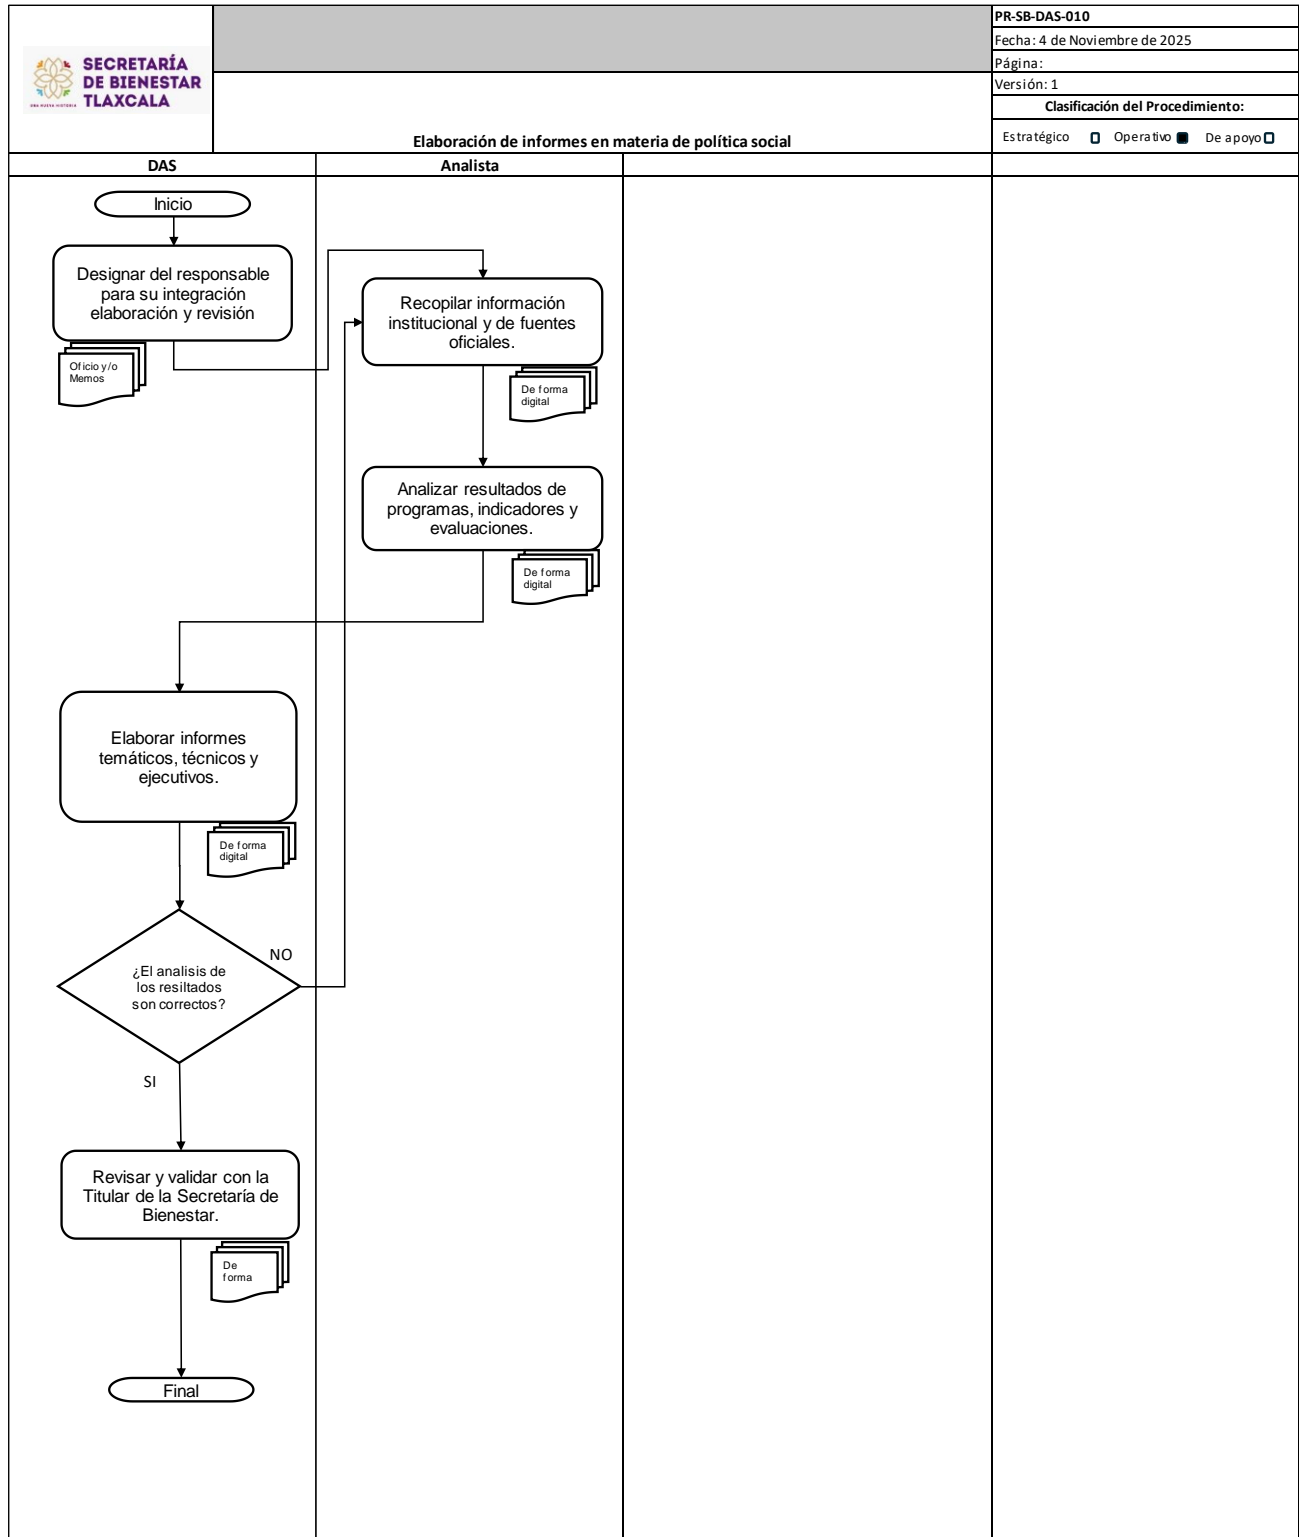 PR-SB-DAS-010
Fecha: 4 de Noviembre de 2025
Página:
Versión: 1
Clasificación del Procedimiento:
Estratégico Operativo De apoyo
SECRETARÍA
DE BIENESTAR
TLAXCALA
UNA NUEVA HISTORIA
Elaboración de informes en materia de política social
DAS Analista
Inicio
Designar del responsable
para su integración
elaboración y revisión
Oficio y/o
Memos
Recopilar información
institucional y de fuentes
oficiales.
De forma
digital
Analizar resultados de
programas, indicadores y
evaluaciones.
De forma
digital
Elaborar informes
temáticos, técnicos y
ejecutivos.
De forma
digital
NO
¿El analisis de
los resiltados
son correctos?
SI
Revisar y validar con la
Titular de la Secretaría de
Bienestar.
De
forma
Final